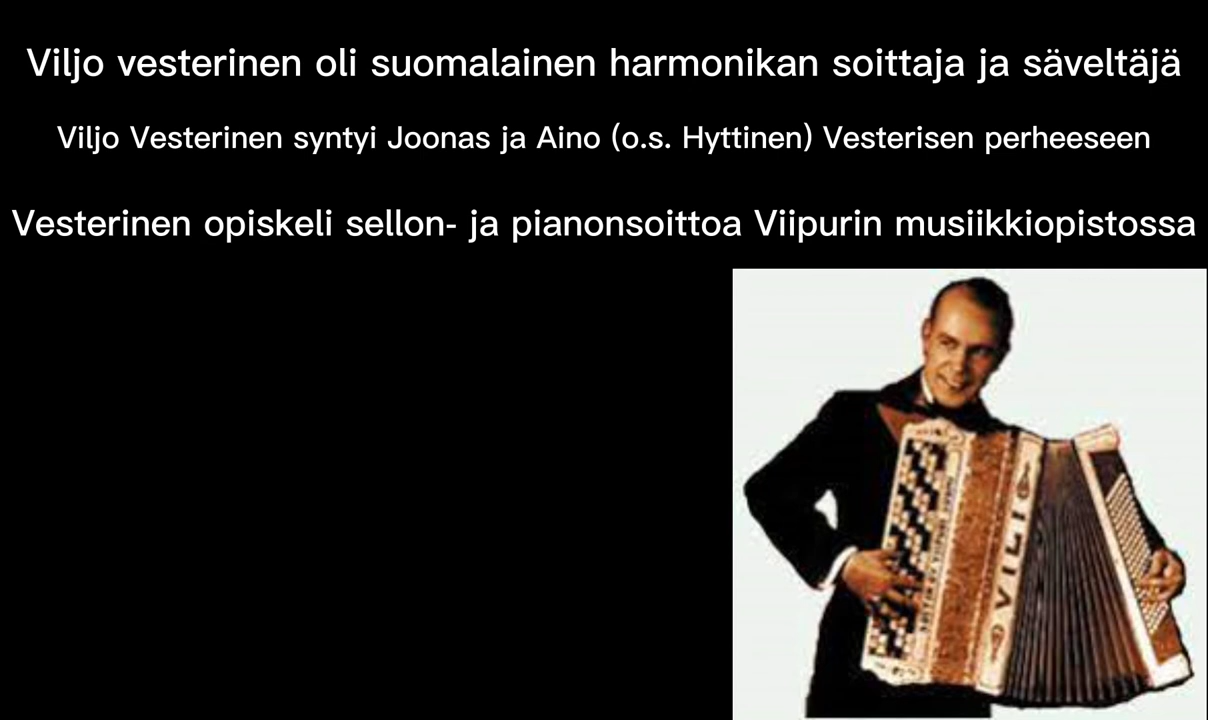 Viljo vesterinen oli suomalainen harmonikan soittaja ja säveltäjä
Viljo Vesterinen syntyi Joonas ja Aino (o.s. Hyttinen) Vesterisen perheeseen
Vesterinen opiskeli sellon- ja pianonsoittoa Viipurin musiikkiopistossa